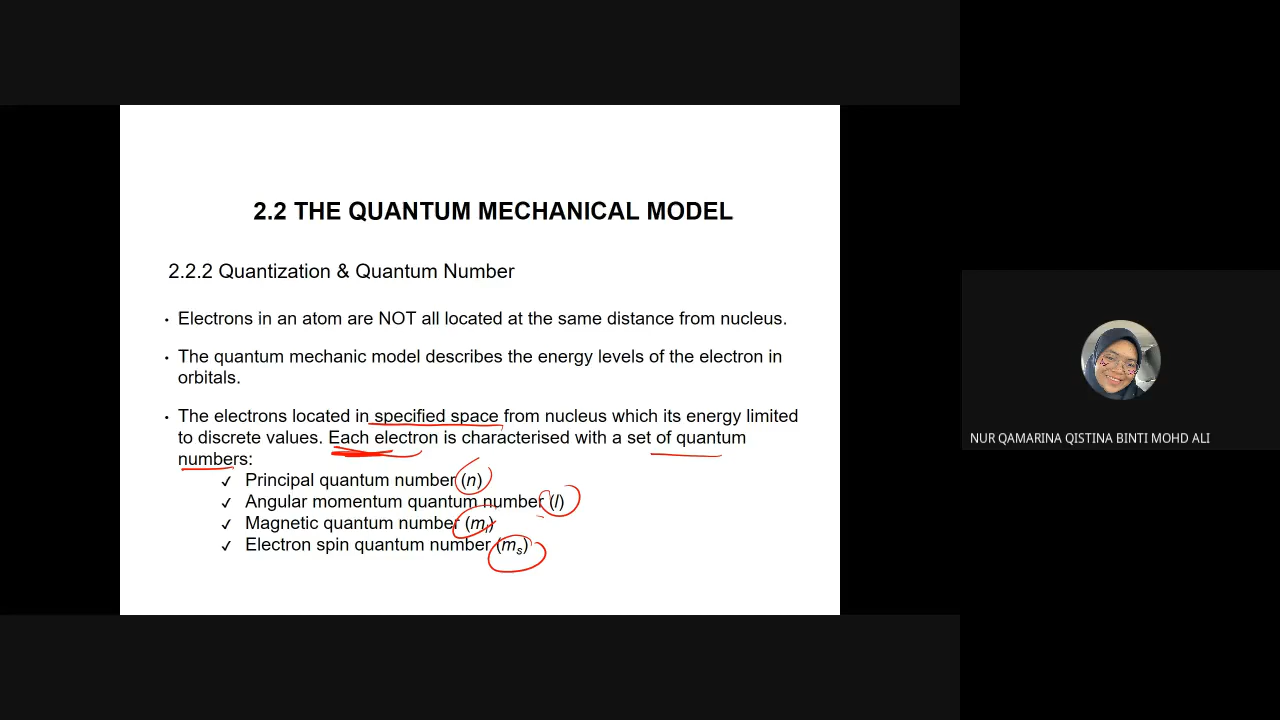 2.2 THE QUANTUM MECHANICAL MODEL
2.2.2 Quantization & Quantum Number
• Electrons in an atom are NOT all located at the same distance from nucleus.
• The quantum mechanic model describes the energy levels of the electron in
orbitals.
• The electrons located in specified space from nucleus which its energy limited
to discrete values. Each electron is characterised with a set of quantum
numbers:
✓ Principal quantum number (n)
✓ Angular momentum quantum number (l)
✓ Magnetic quantum number (ml)
✓ Electron spin quantum number (ms)
NUR QAMARINA QISTINA BINTI MOHD ALI